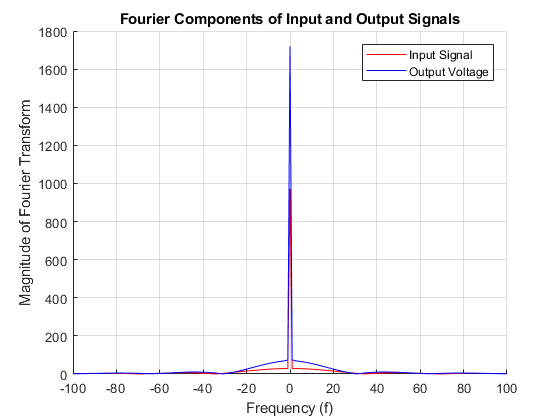 Fourier Components of Input and Output Signals
1800
1600
1400
1200
1000
800
600
400
200
0
Magnitude of Fourier Transform
Input Signal
Output Voltage
-100 -80 -60 -40 -20 0 20 40 60 80 100
Frequency (f)